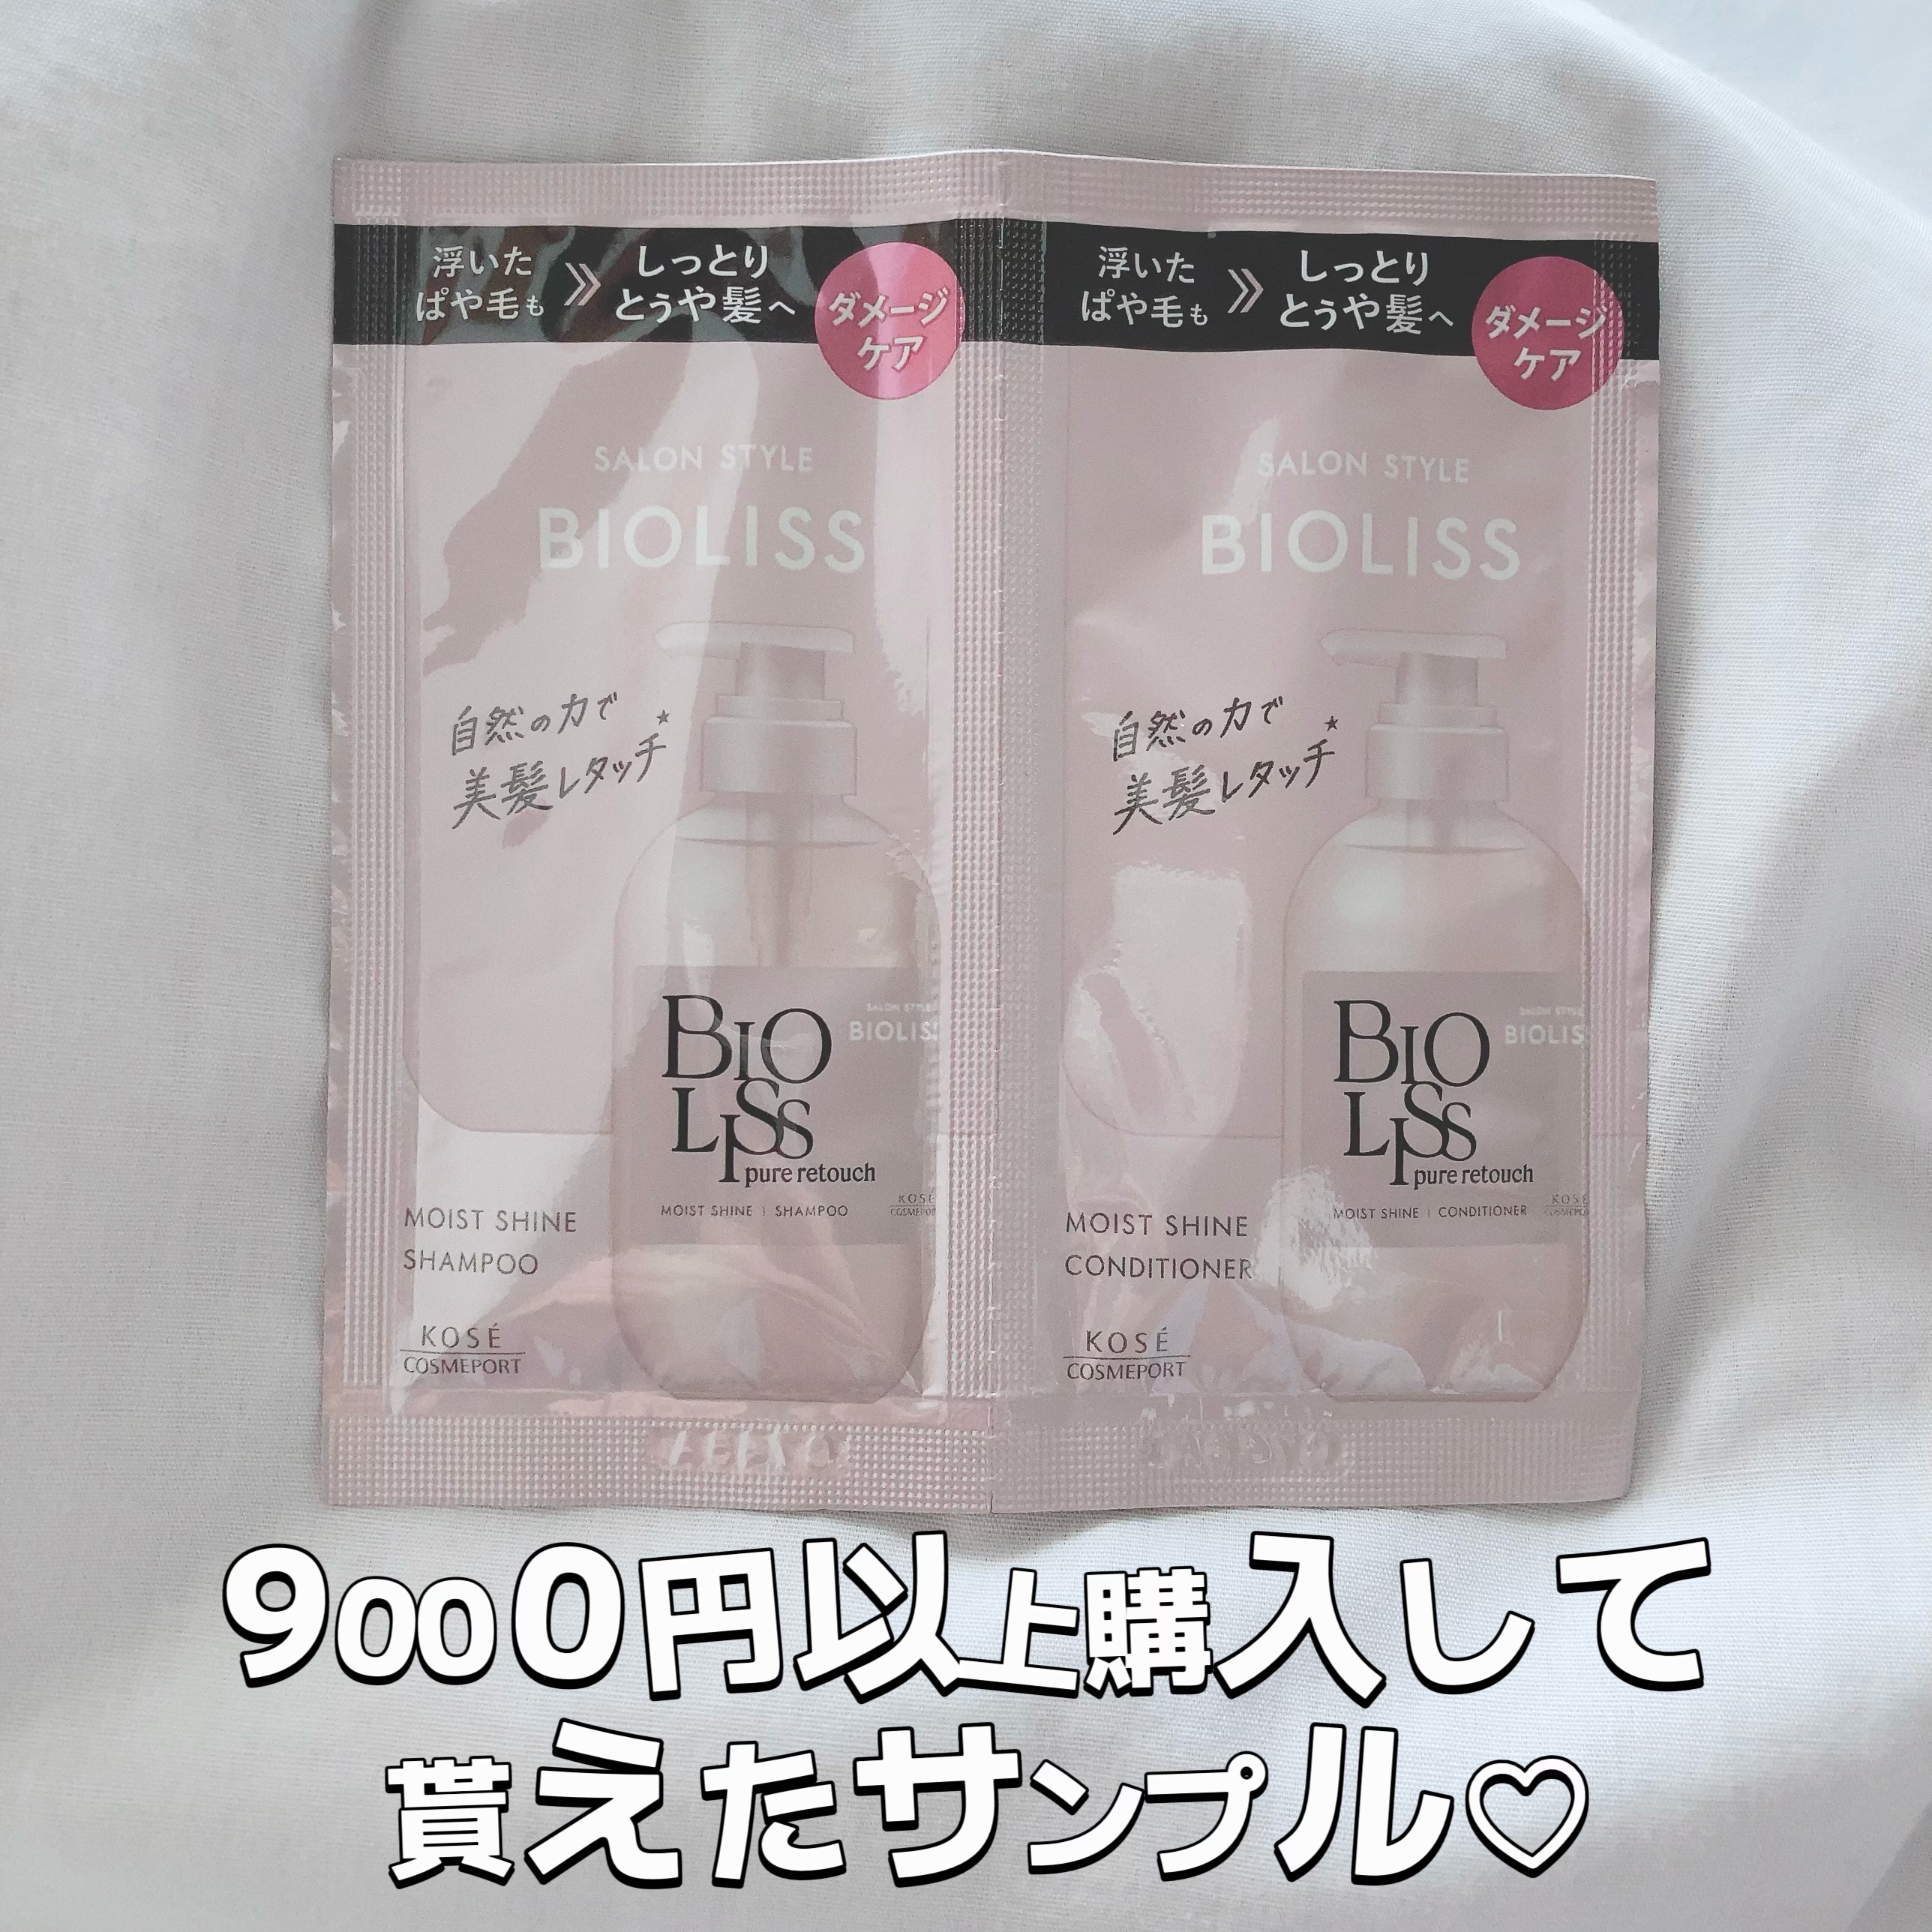 浮いた
ぱや毛も
しっとり
とぅや髪へ
ダメージ
ケア
SALON STYLE
BIOLISS
自然の力で
美髪レタッチ
BIO
LISS
pure retouch
SALON STYLE
BIOLISS
MOIST SHINE | SHAMPOO
KOSÉ
MOIST SHINE
SHAMPOO
KOSÉ
COSMEPORT
浮いた
ぱや毛も
しっとり
とぅや髪へ
ダメージ
ケア
SALON STYLE
BIOLISS
自然の力で
美髪レタッチ
BIO
LISS
pure retouch
SALON STYLE
BIOLIS
MOIST SHINE | CONDITIONER
KOSÉ
MOIST SHINE
CONDITIONER
KOSÉ
COSMEPORT
9000円以上購入して
貰えたサンプル♡